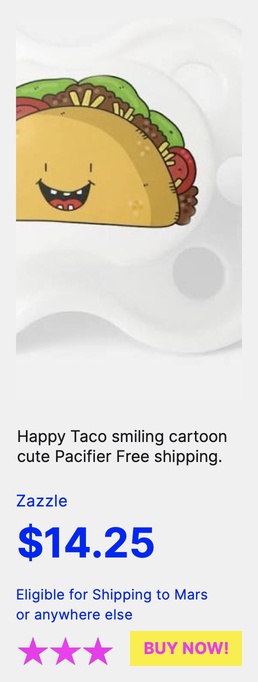 Happy Taco smiling cartoon
cute Pacifier Free shipping.
Zazzle
$14.25
Eligible for Shipping to Mars
or anywhere else
BUY NOW!